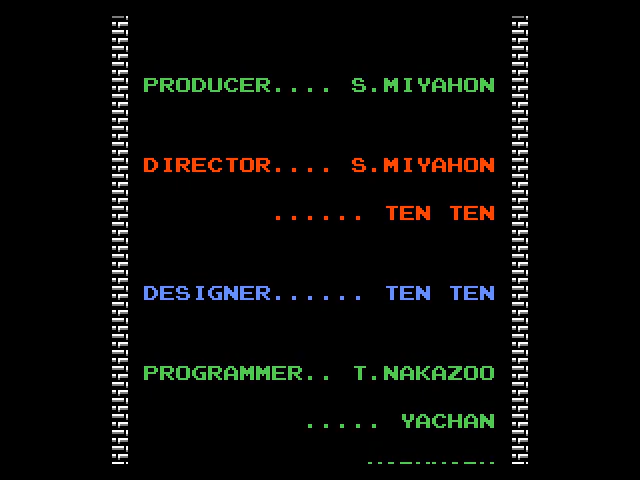 PRODUCER.... S.MIYAHON
DIRECTOR.... S.MIYAHON
...... TEN TEN
DESIGNER...... TEN TEN
PROGRAMMER.. T.NAKAZOO
..... YACHAN